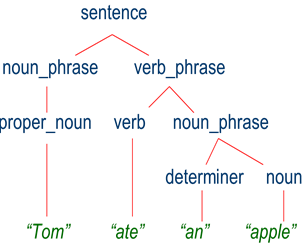 sentence
noun_phrase verb_phrase
proper_noun verb noun_phrase
determiner noun
“Tom” “ate” “an” “apple”